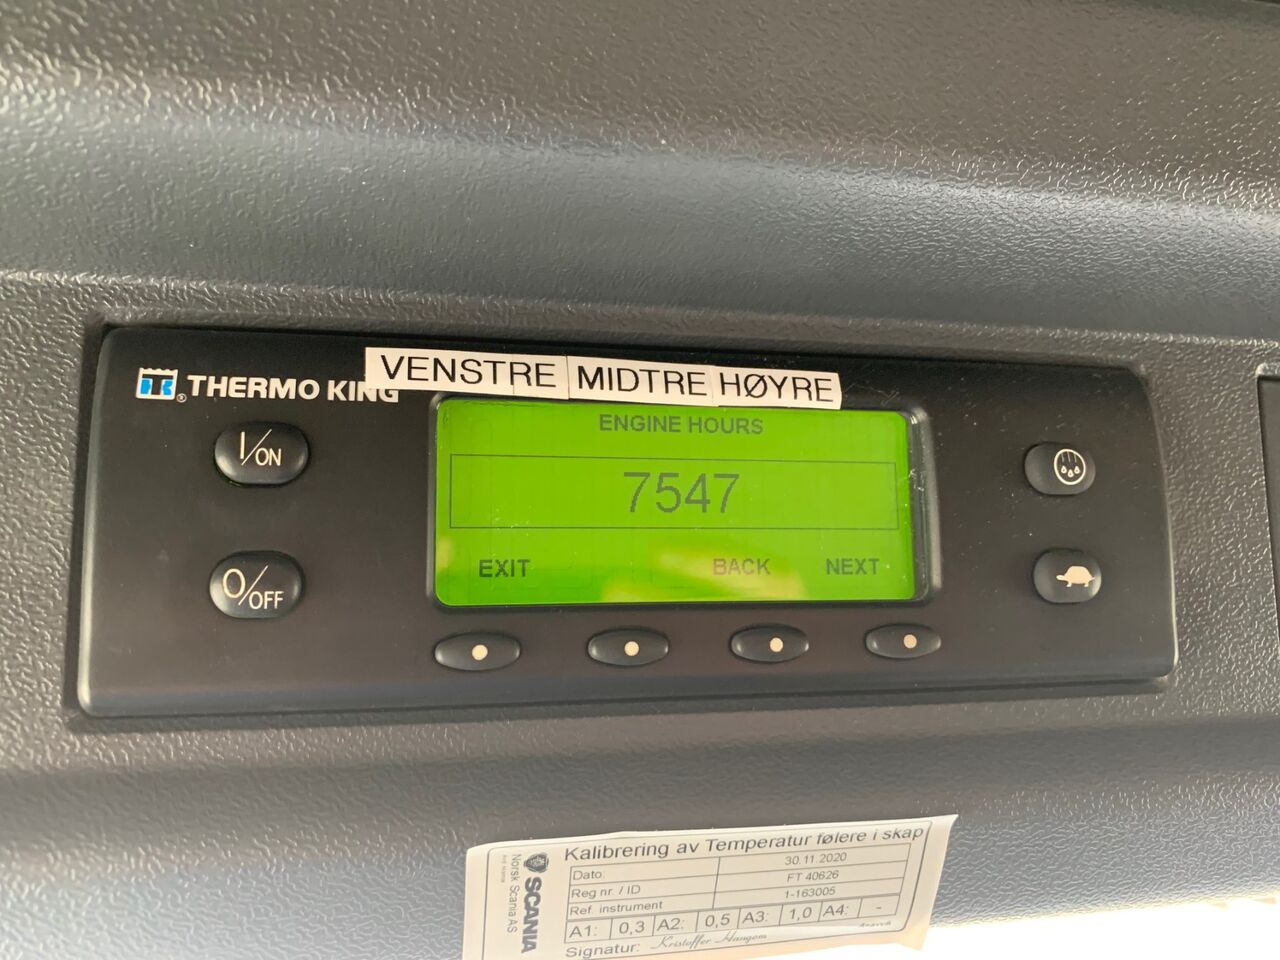 VENSTRE MIDTRE HØYRE
THERMO KING
ENGINE HOURS
I/ON
7547
O/OFF
EXIT BACK NEXT
SCANIA
Norsk Scania AS
Kalibrering av Temperatur følere i skap
Dato: 30.11.2020
Reg nr. / ID FT 40626
Ref. instrument 1-163005
A1: 0,3 A2: 0,5 A3: 1,0 A4: -
Signatur: Kristoffer